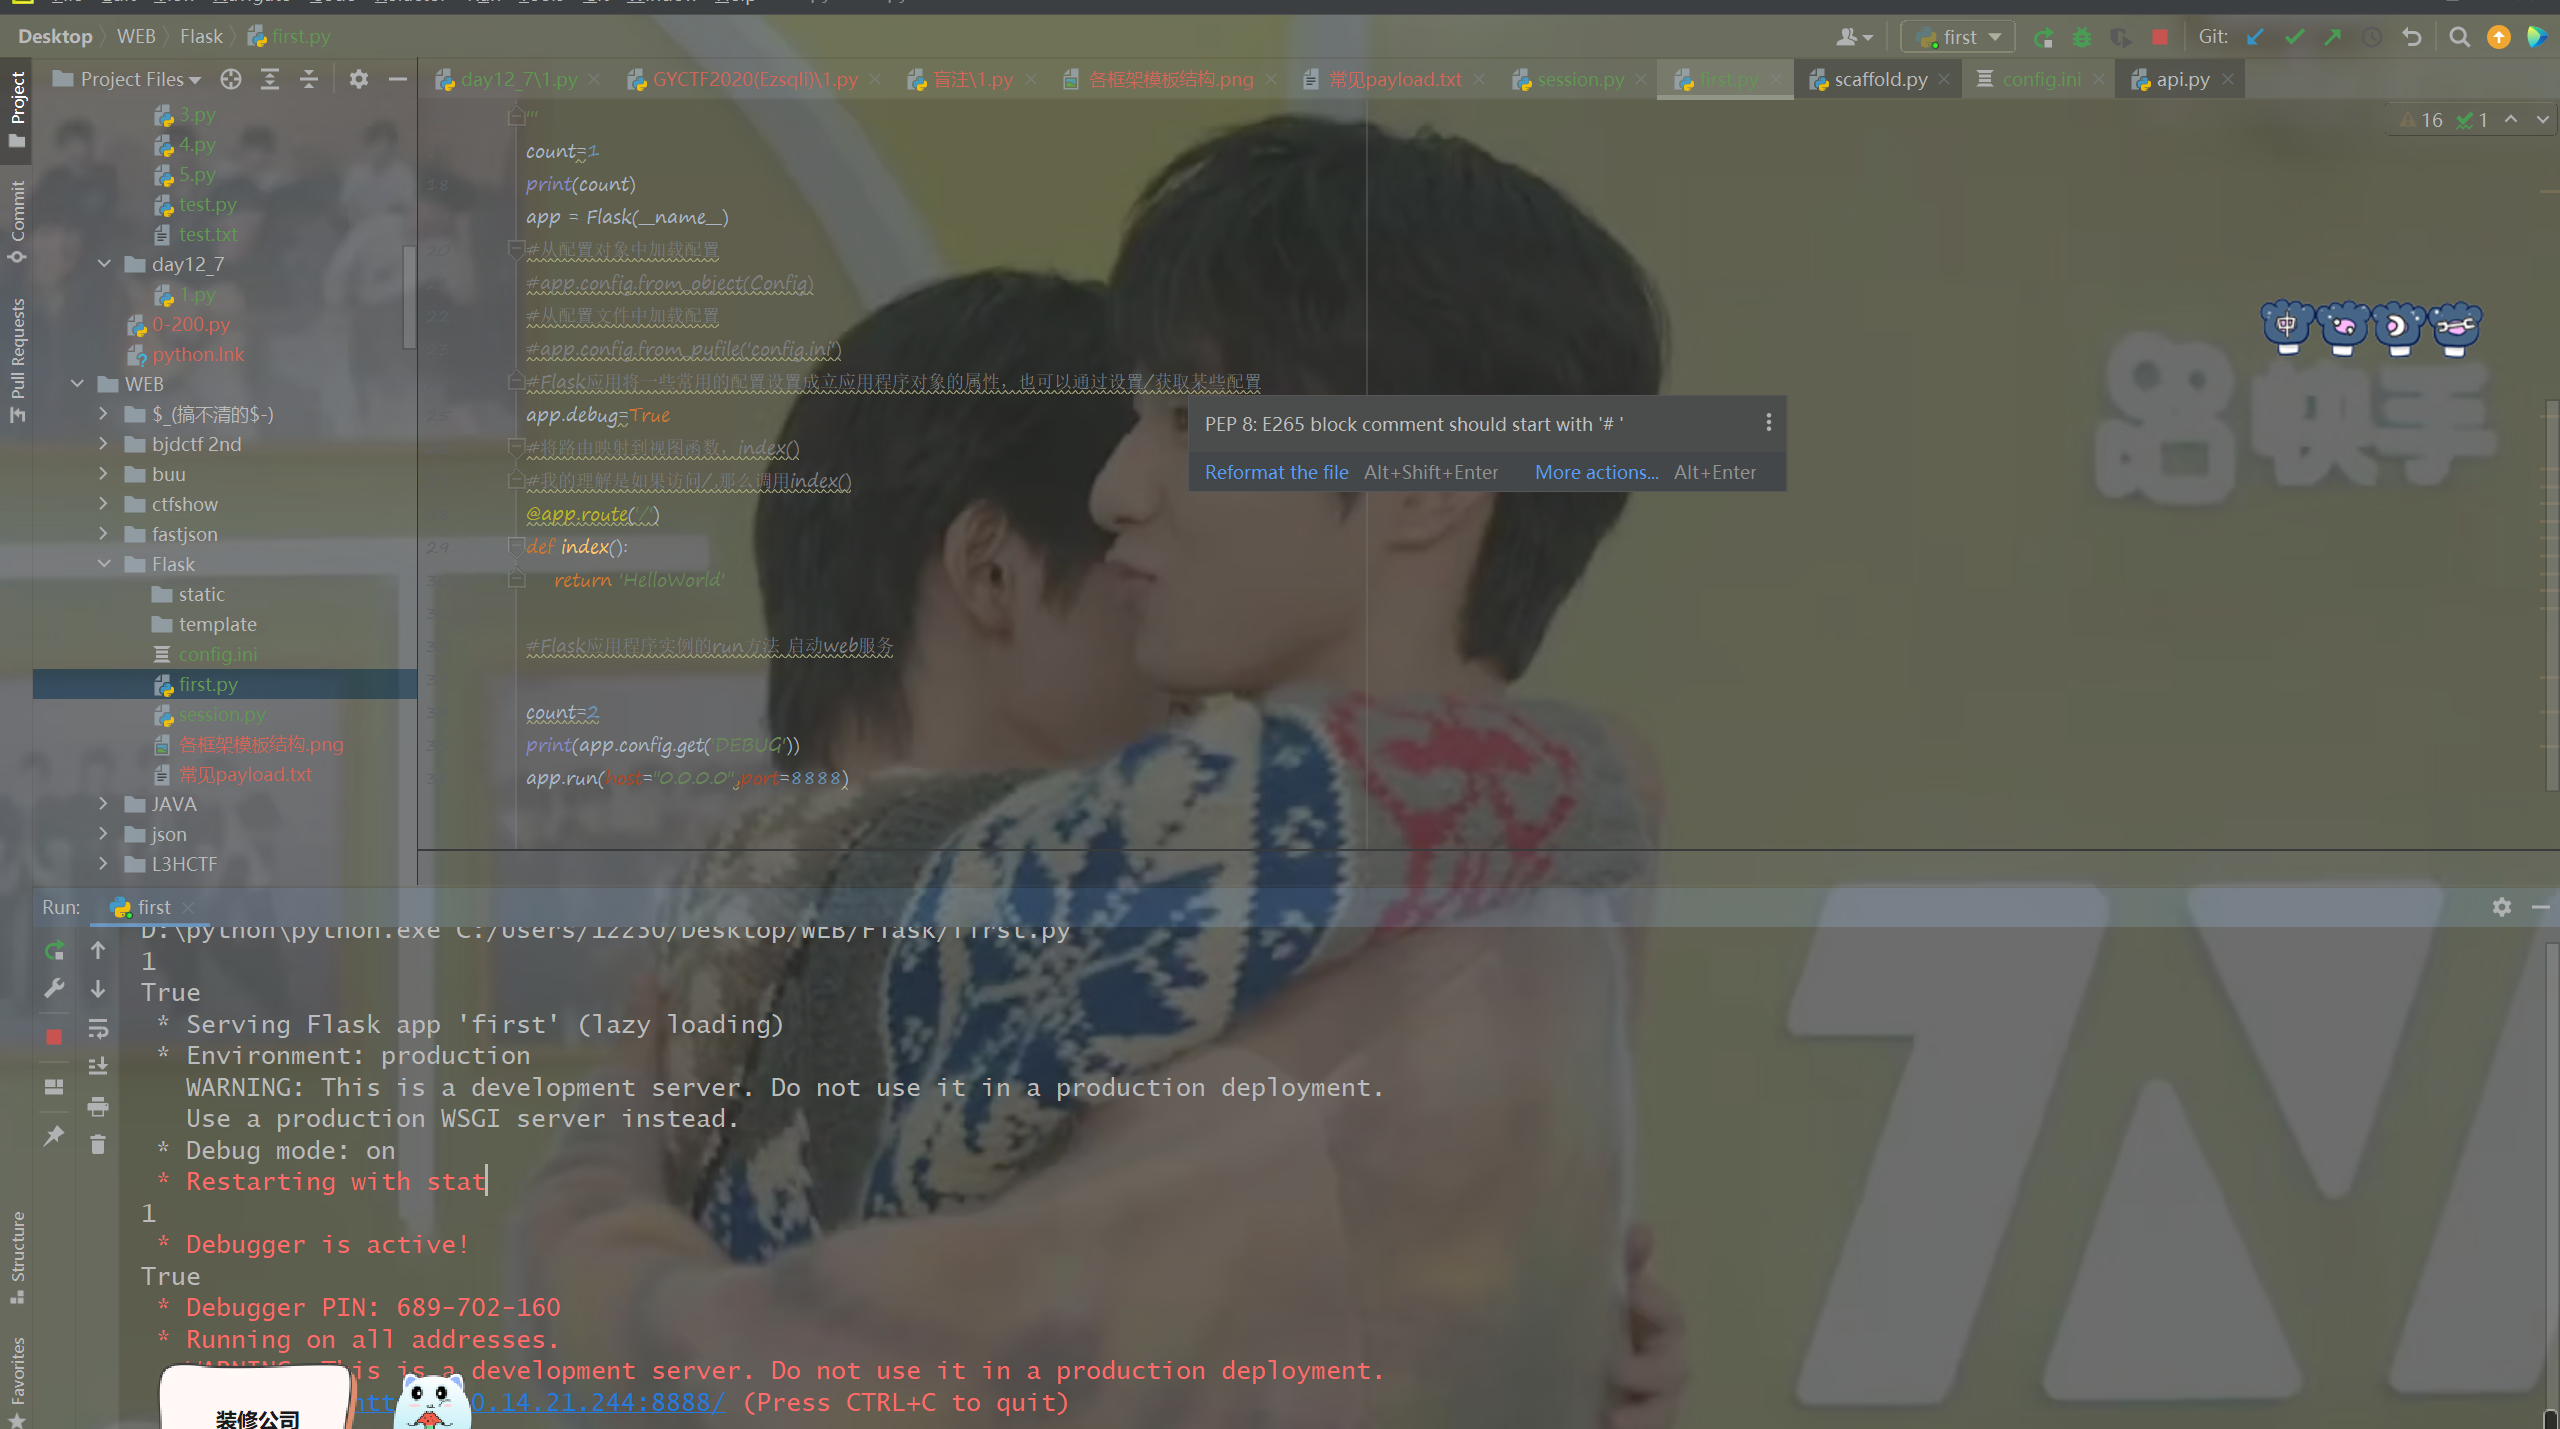 Desktop WEB Flask first.py
first
Git:
Project Files
day12_7\1.py
GYCTF2020(Ezsqli)\1.py
盲注\1.py
各框架模板结构.png
常见payload.txt
session.py
first.py
scaffold.py
config.ini
api.py
Project
Commit
Pull Requests
3.py
4.py
5.py
test.py
test.txt
day12_7
1.py
0-200.py
python.lnk
WEB
$_(搞不清的$-)
bjdctf 2nd
buu
ctfshow
fastjson
Flask
static
template
config.ini
first.py
session.py
各框架模板结构.png
常见payload.txt
JAVA
json
L3HCTF
16 1
'''
count=1
print(count)
app = Flask(__name__)
#从配置对象中加载配置
#app.config.from_object(Config)
#从配置文件中加载配置
#app.config.from_pyfile('config.ini')
#Flask应用将一些常用的配置设置成立应用程序对象的属性，也可以通过设置/获取某些配置
app.debug=True
#将路由映射到视图函数，index()
#我的理解是如果访问/,那么调用index()
@app.route('/')
def index():
return 'HelloWorld'
#Flask应用程序实例的run方法 启动web服务
count=2
print(app.config.get('DEBUG'))
app.run(host="0.0.0.0",port=8888)
PEP 8: E265 block comment should start with '# '
Reformat the file Alt+Shift+Enter More actions... Alt+Enter
快手
Run: first
D:\python\python.exe C:/Users/12230/Desktop/WEB/Flask/first.py
1
True
* Serving Flask app 'first' (lazy loading)
* Environment: production
WARNING: This is a development server. Do not use it in a production deployment.
Use a production WSGI server instead.
* Debug mode: on
* Restarting with stat
1
* Debugger is active!
True
* Debugger PIN: 689-702-160
* Running on all addresses.
WARNING: This is a development server. Do not use it in a production deployment.
0.14.21.244:8888/ (Press CTRL+C to quit)
Structure
Favorites
装修公司